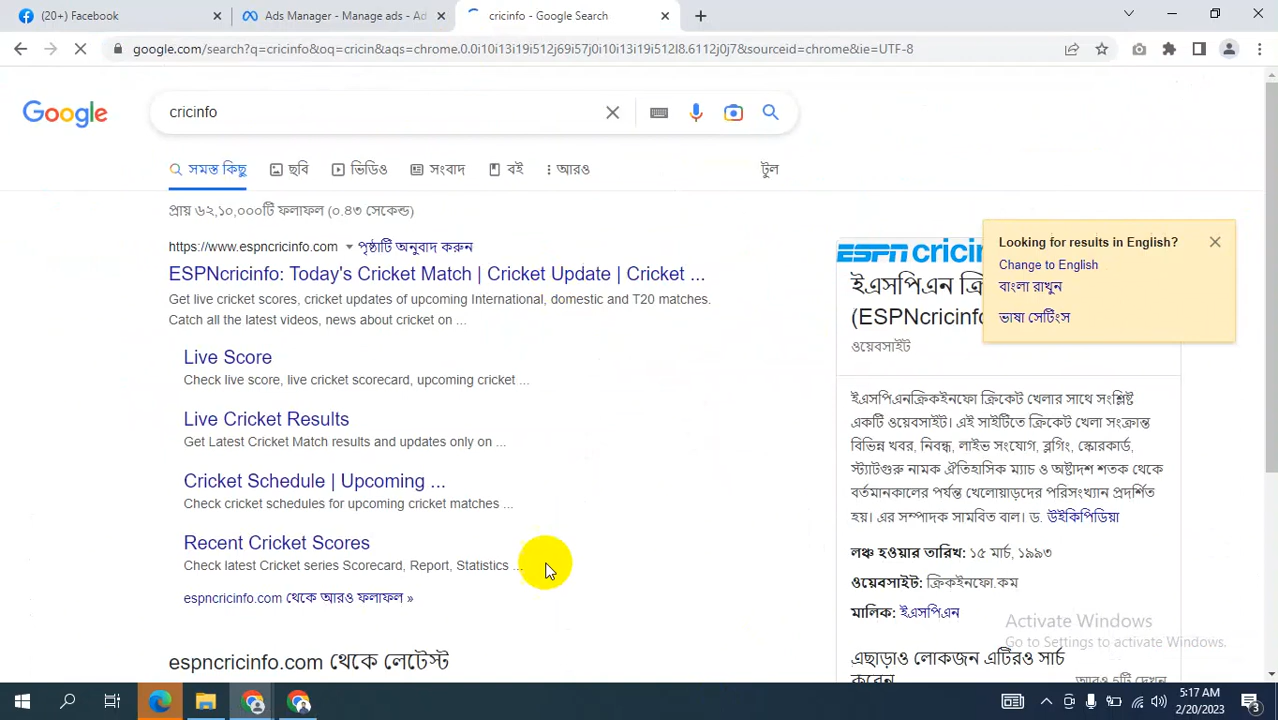 (20+) Facebook
Ads Manager - Manage ads - Ad
cricinfo - Google Search
google.com/search?q=cricinfo&oq=cricin&aqs=chrome.0.0i10i13i19i512j69i57j0i10i13i19i512l8.6112j0j7&sourceid=chrome&ie=UTF-8
Google
cricinfo
সমস্ত কিছু ছবি ভিডিও সংবাদ বই আরও টুল
প্রায় ৬২,১০,০০০টি ফলাফল (০.৪৩ সেকেন্ড)
https://www.espncricinfo.com পৃষ্ঠাটি অনুবাদ করুন
ESPNcricinfo: Today's Cricket Match | Cricket Update | Cricket ...
Get live cricket scores, cricket updates of upcoming International, domestic and T20 matches.
Catch all the latest videos, news about cricket on ...
Live Score
Check live score, live cricket scorecard, upcoming cricket ...
Live Cricket Results
Get Latest Cricket Match results and updates only on ...
Cricket Schedule | Upcoming ...
Check cricket schedules for upcoming cricket matches ...
Recent Cricket Scores
Check latest Cricket series Scorecard, Report, Statistics ...
espncricinfo.com থেকে আরও ফলাফল »
espncricinfo.com থেকে লেটেস্ট
Looking for results in English?
Change to English
বাংলা রাখুন
ভাষা সেটিংস
ESPN cricin
ইএসপিএন ক্রি
(ESPNcricinfo
ওয়েবসাইট
ইএসপিএনক্রিকইনফো ক্রিকেট খেলার সাথে সংশ্লিষ্ট
একটি ওয়েবসাইট। এই সাইটিতে ক্রিকেট খেলা সংক্রান্ত
বিভিন্ন খবর, নিবন্ধ, লাইভ সংযোগ, ব্লগিং, স্কোরকার্ড,
স্ট্যাটগুরু নামক ঐতিহাসিক ম্যাচ ও অষ্টাদশ শতক থেকে
বর্তমানকালের পর্যন্ত খেলোয়াড়দের পরিসংখ্যান প্রদর্শিত
হয়। এর সম্পাদক সামবিত বাল। ড. উইকিপিডিয়া
লঞ্চ হওয়ার তারিখ: ১৫ মার্চ, ১৯৯৩
ওয়েবসাইট: ক্রিকইনফো.কম
মালিক: ইএসপিএন
এছাড়াও লোকজন এটিরও সার্চ
করেন
আরও ৫টি দেখুন
Activate Windows
Go to Settings to activate Windows.
5:17 AM
2/20/2023
3